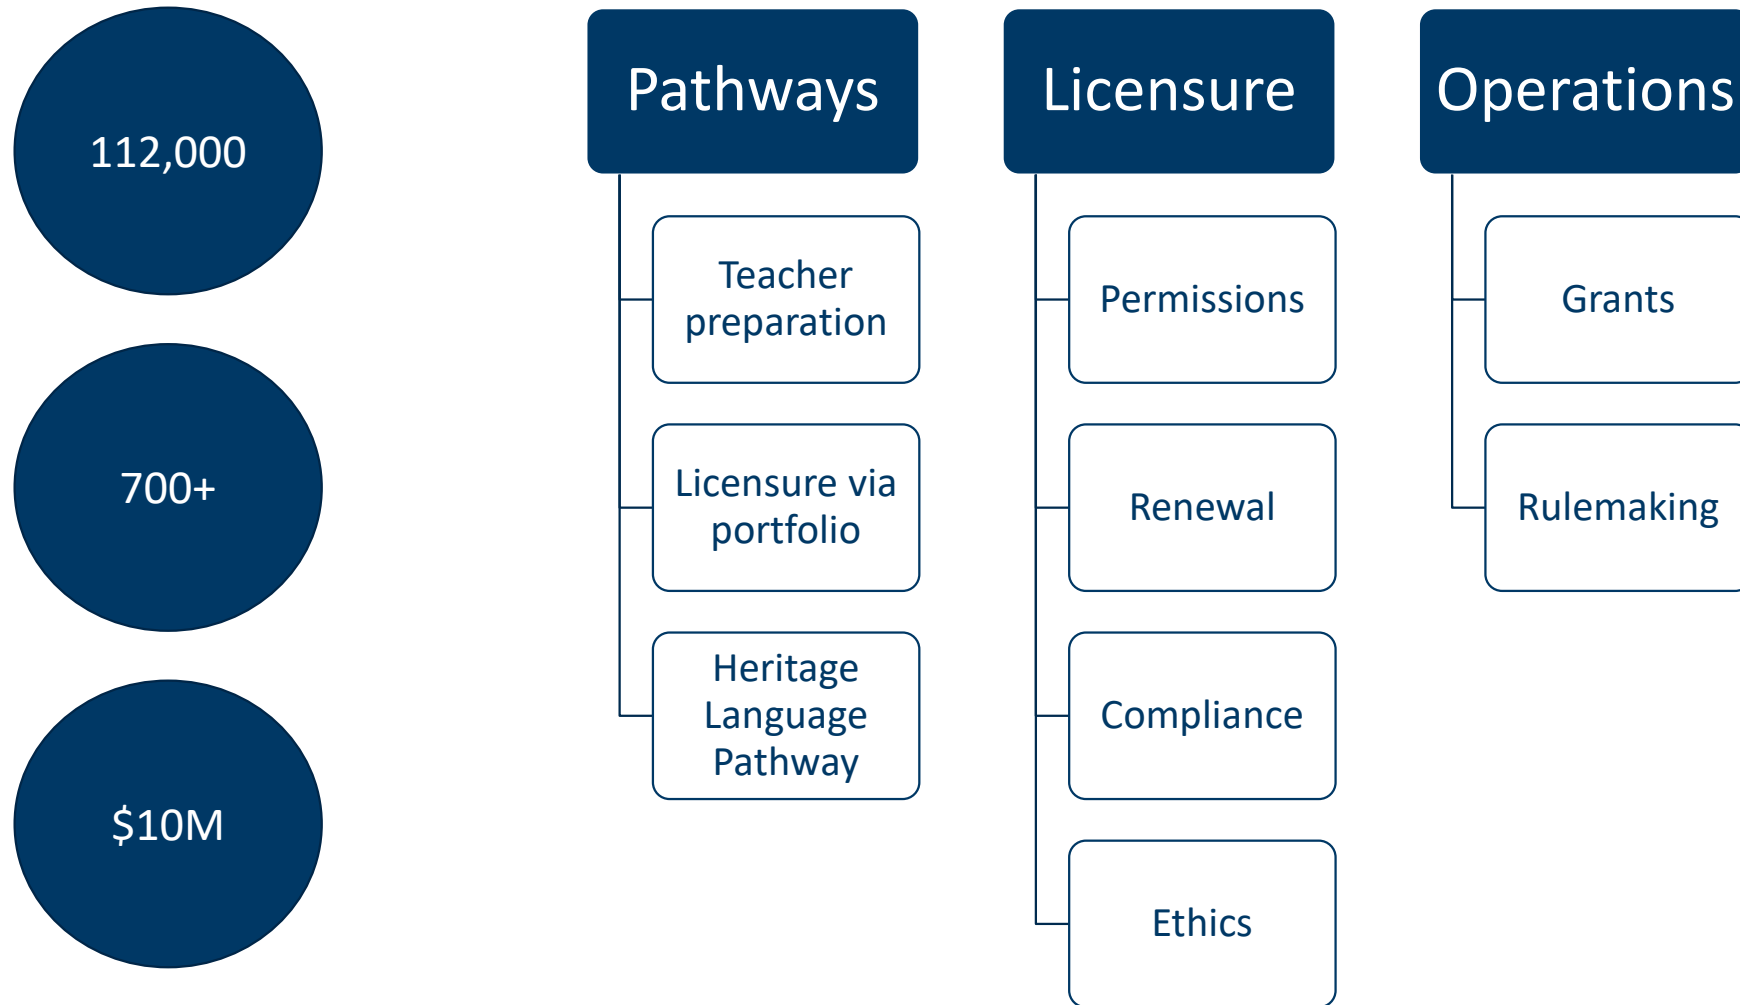 112,000
700+
$10M
Pathways
Teacher
preparation
Licensure via
portfolio
Heritage
Language
Pathway
Licensure
Permissions
Renewal
Compliance
Ethics
Operations
Grants
Rulemaking